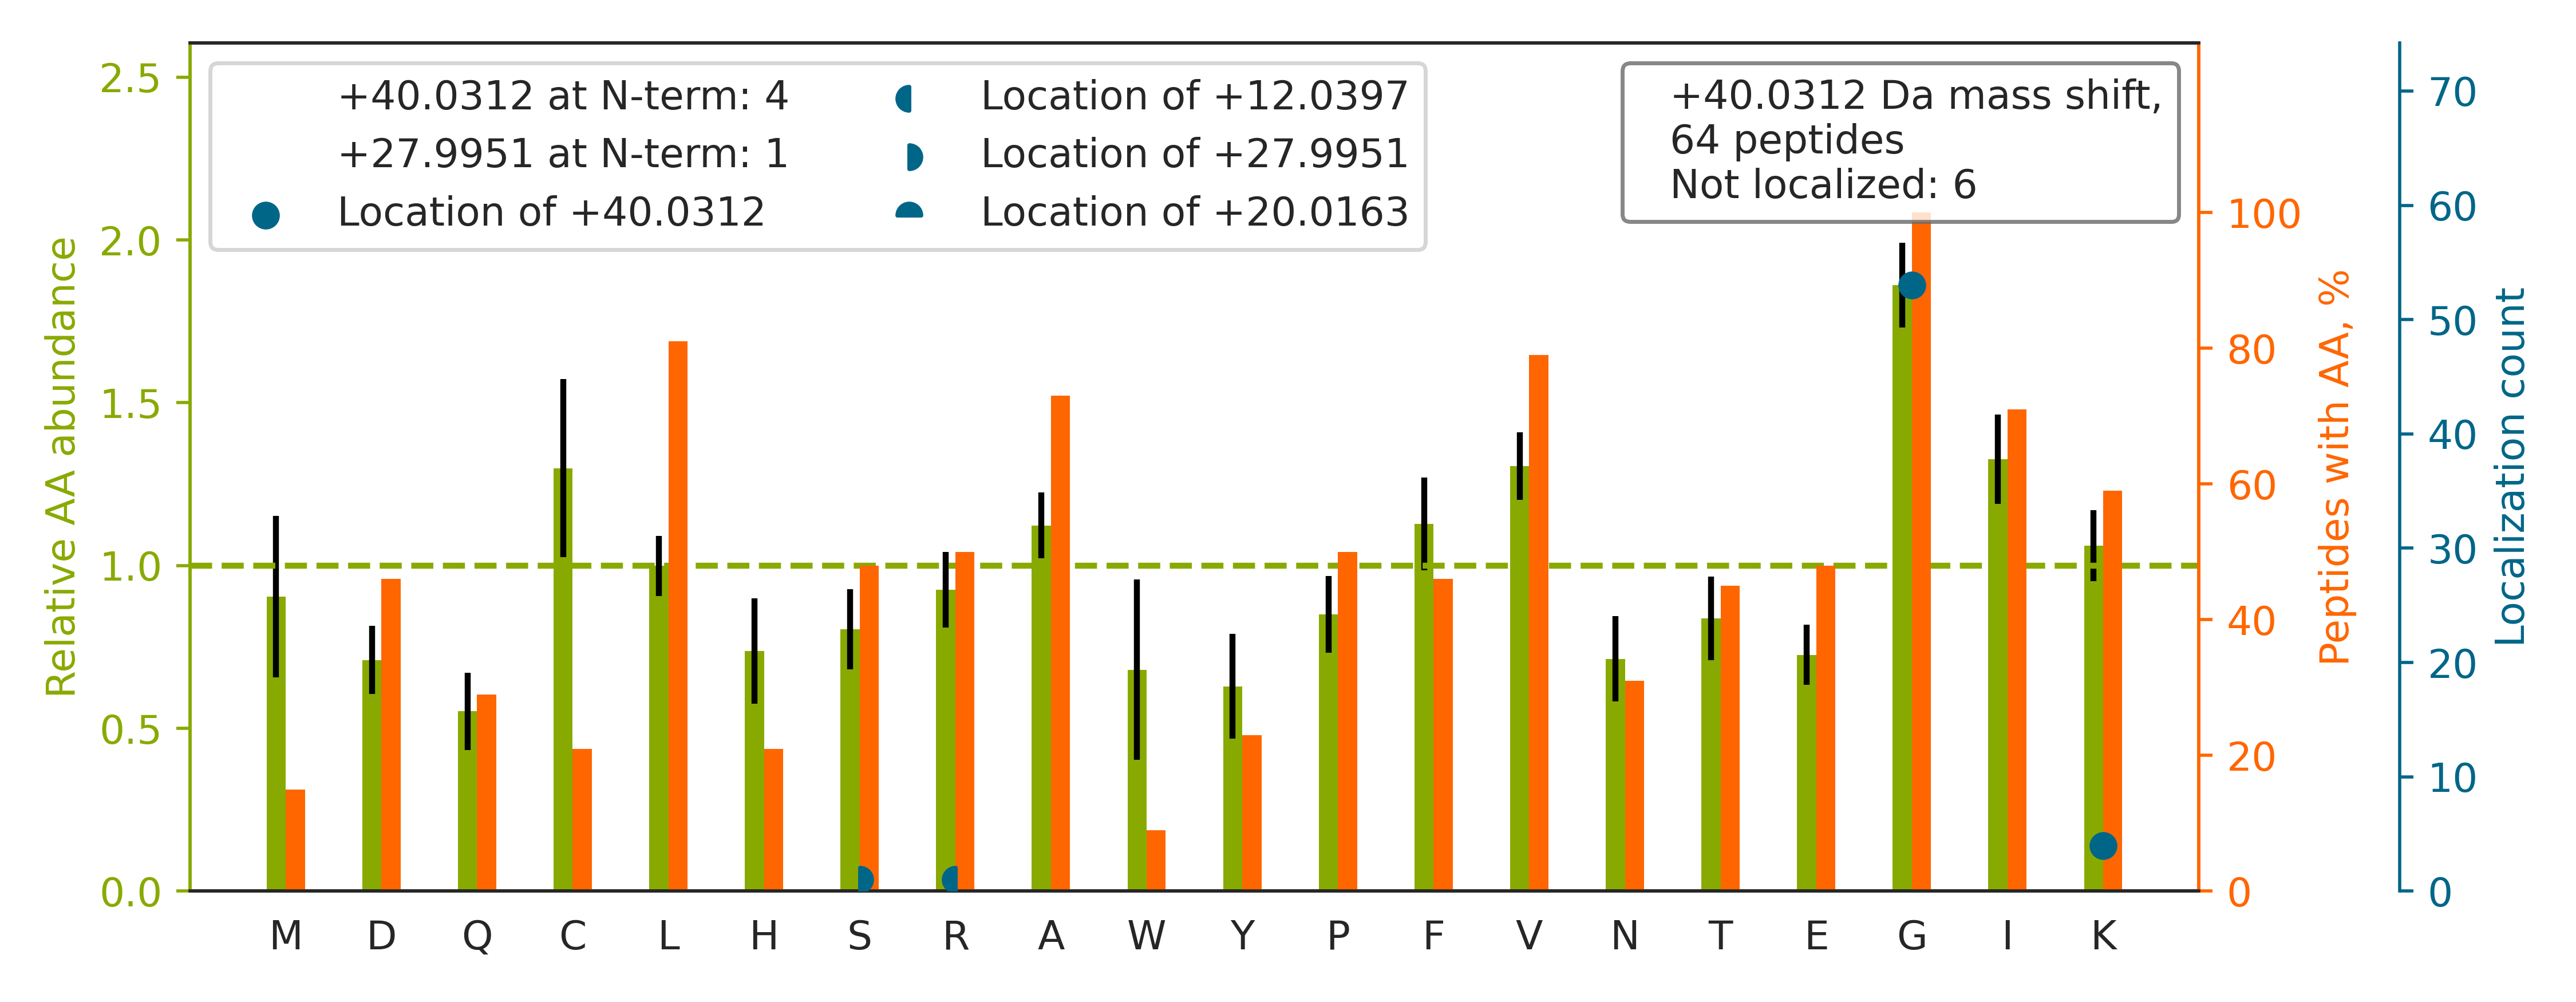 +40.0312 at N-term: 4
+27.9951 at N-term: 1
Location of +40.0312
Location of +12.0397
Location of +27.9951
Location of +20.0163
+40.0312 Da mass shift,
64 peptides
Not localized: 6
Relative AA abundance
2.5
2.0
1.5
1.0
0.5
0.0
M D Q C L H S R A W Y P F V N T E G I K
100
80
60
40
20
0
Peptides with AA, %
70
60
50
40
30
20
10
0
Localization count